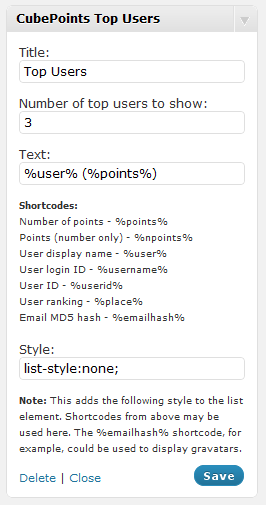 CubePoints Top Users
Title:
Top Users
Number of top users to show:
3
Text:
%user% (%points%)
Shortcodes:
Number of points - %points%
Points (number only) - %npoints%
User display name - %user%
User login ID - %username%
User ID - %userid%
User ranking - %place%
Email MD5 hash - %emailhash%
Style:
list-style:none;
Note: This adds the following style to the list
element. Shortcodes from above may be
used here. The %emailhash% shortcode, for
example, could be used to display gravatars.
Delete | Close Save